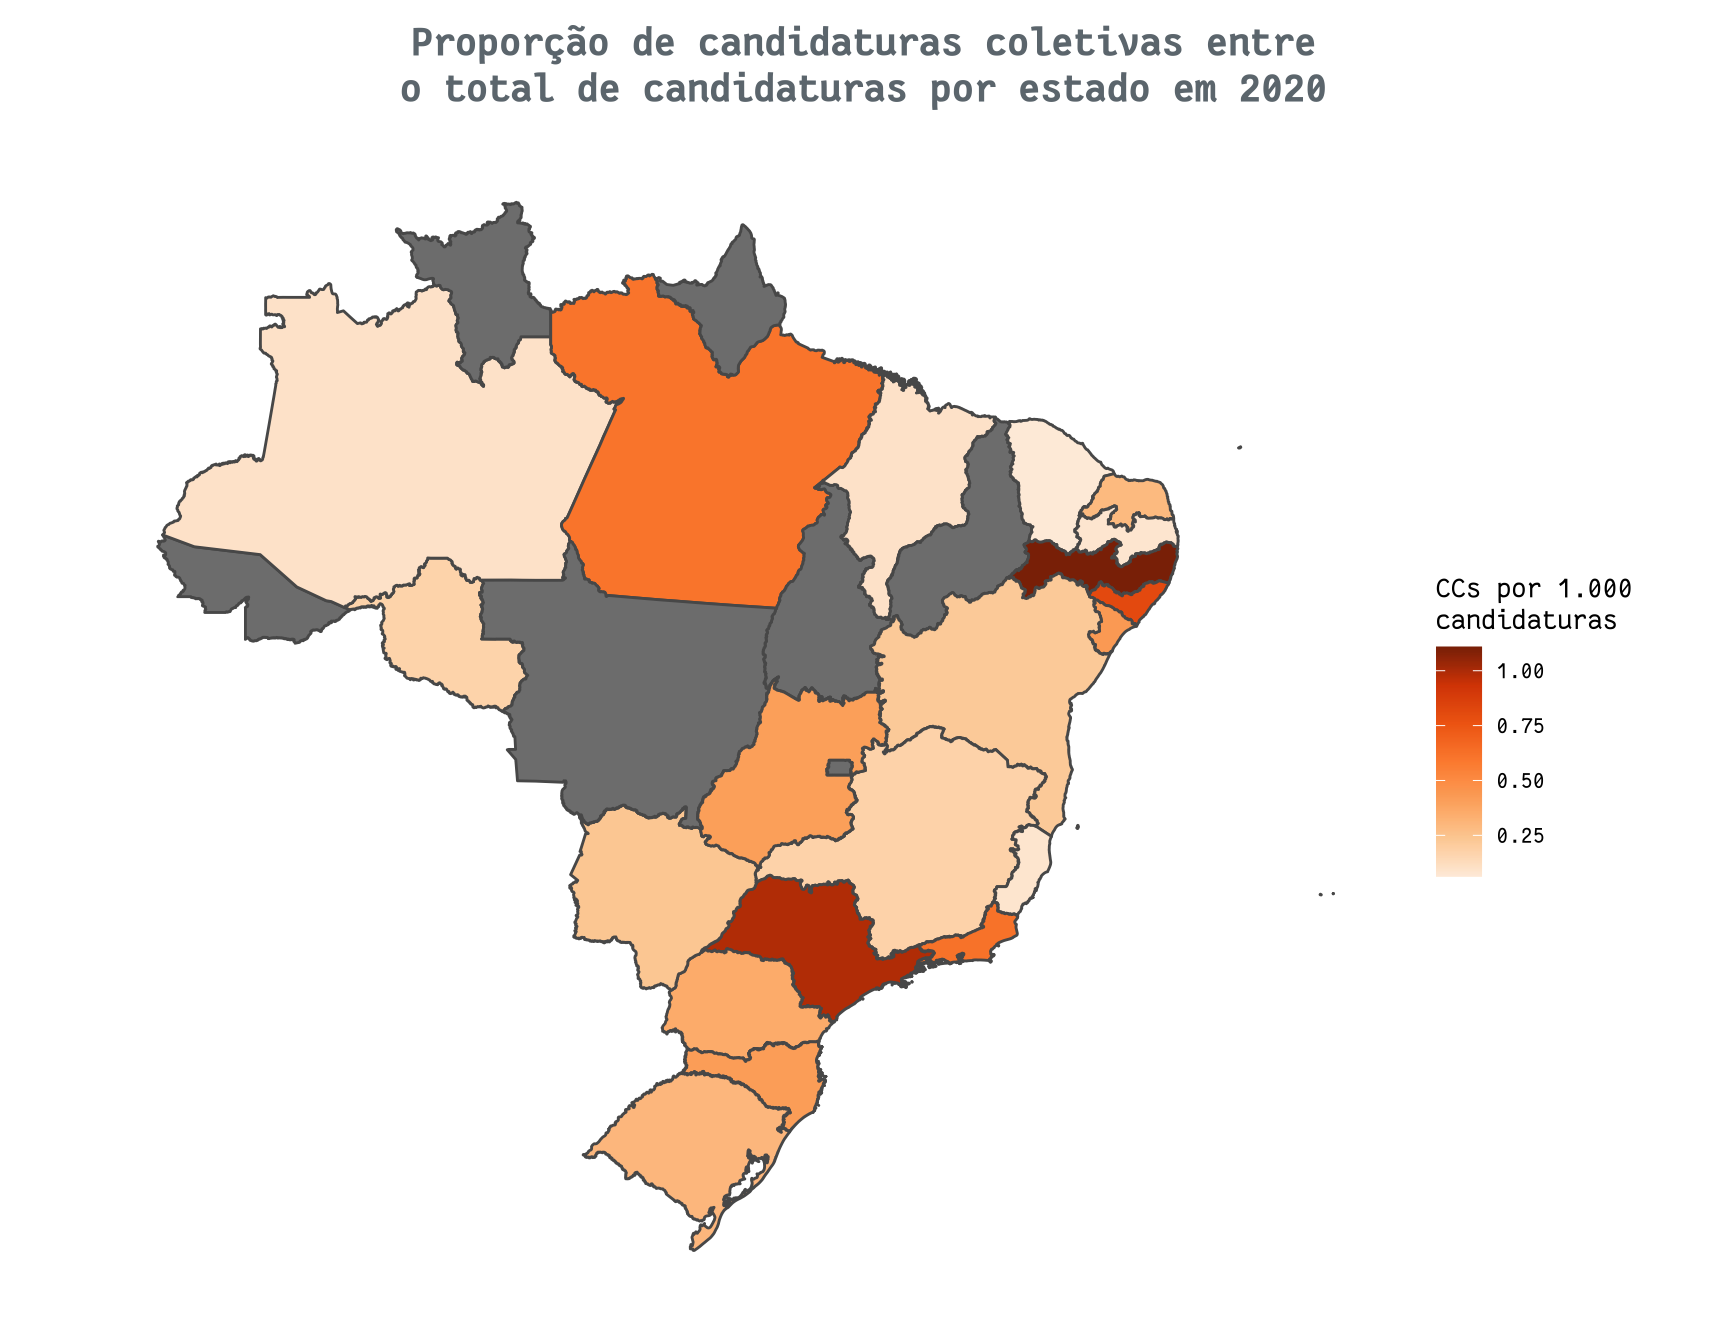 Proporção de candidaturas coletivas entre
o total de candidaturas por estado em 2020
CCs por 1.000
candidaturas
1.00
0.75
0.50
0.25